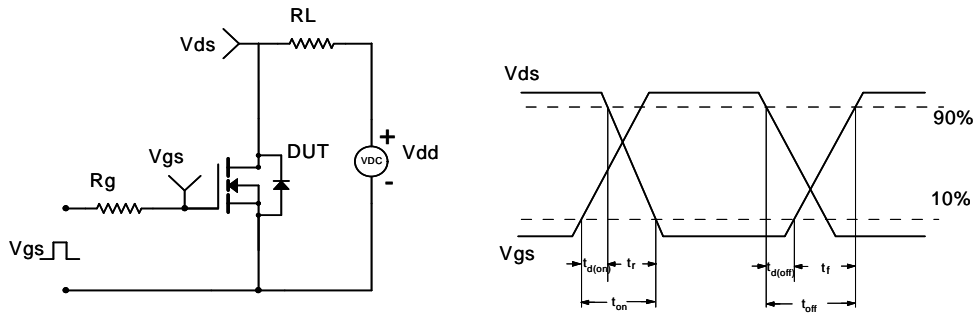 RL
Vds
Vgs
DUT
+
VDC
Vdd
-
Rg
Vgs
Vds
90%
10%
Vgs
td(on)
tr
td(off)
tf
ton
toff